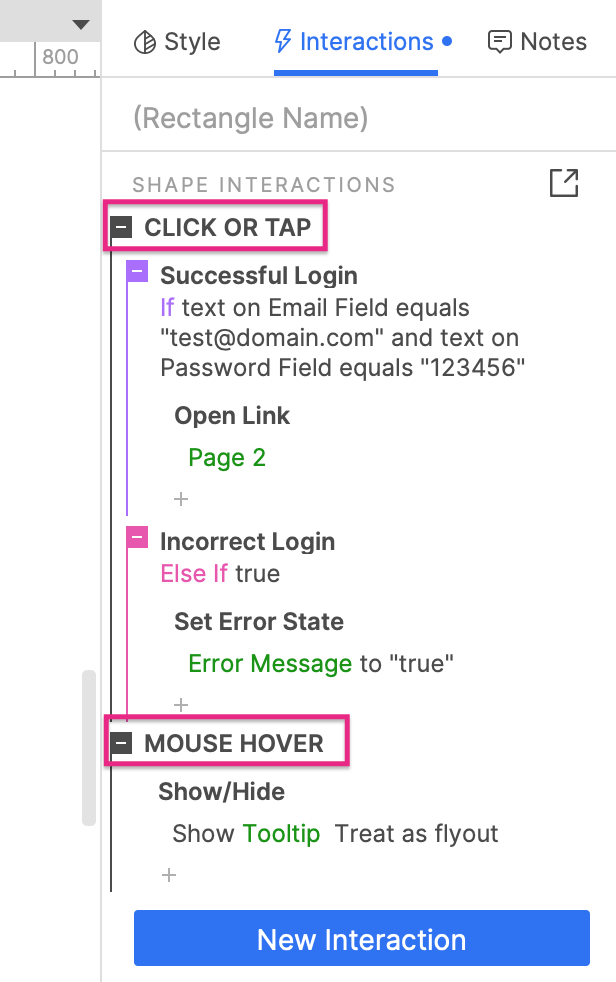 800
Style
Interactions
Notes
(Rectangle Name)
SHAPE INTERACTIONS
CLICK OR TAP
Successful Login
If text on Email Field equals
"test@domain.com" and text on
Password Field equals "123456"
Open Link
Page 2
+
Incorrect Login
Else If true
Set Error State
Error Message to "true"
+
MOUSE HOVER
Show/Hide
Show Tooltip Treat as flyout
+
New Interaction